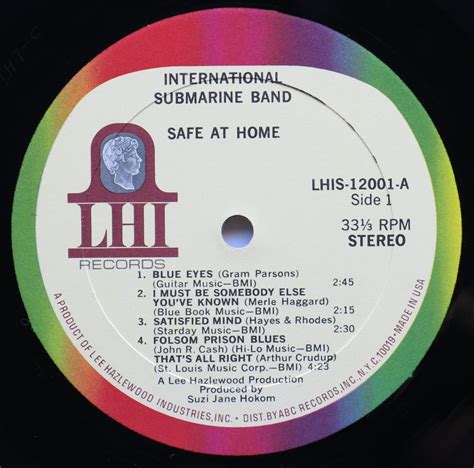 INTERNATIONAL
SUBMARINE BAND
SAFE AT HOME
LHIS-12001-A
Side 1
33⅓ RPM
STEREO
LHI
RECORDS
1. BLUE EYES (Gram Parsons)
(Guitar Music—BMI) 2:45
2. I MUST BE SOMEBODY ELSE
YOU'VE KNOWN (Merle Haggard)
(Blue Book Music—BMI) 2:15
3. SATISFIED MIND (Hayes & Rhodes)
(Starday Music—BMI) 2:30
4. FOLSOM PRISON BLUES
(John R. Cash) (Hi-Lo Music—BMI)
THAT'S ALL RIGHT (Arthur Crudup)
(St. Louis Music Corp.—BMI) 4:23
A Lee Hazlewood Production
Produced by
Suzi Jane Hokom
A PRODUCT OF LEE HAZLEWOOD INDUSTRIES, INC. • DIST. BY ABC RECORDS, INC., N.Y.C. 10019 • MADE IN USA